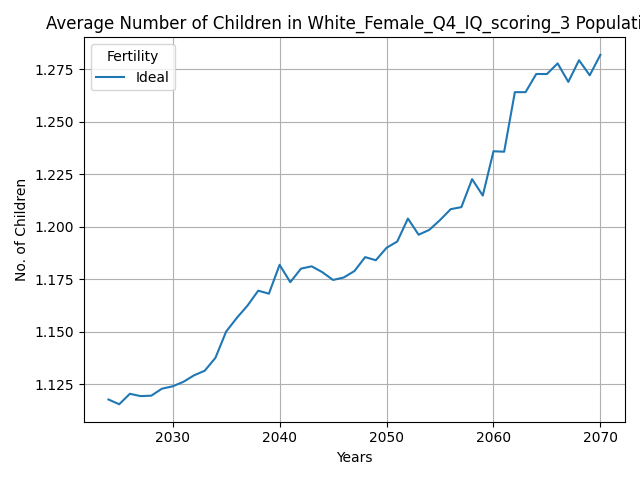 Average Number of Children in White_Female_Q4_IQ_scoring_3 Populati
Fertility
Ideal
No. of Children
1.275
1.250
1.225
1.200
1.175
1.150
1.125
2030 2040 2050 2060 2070
Years